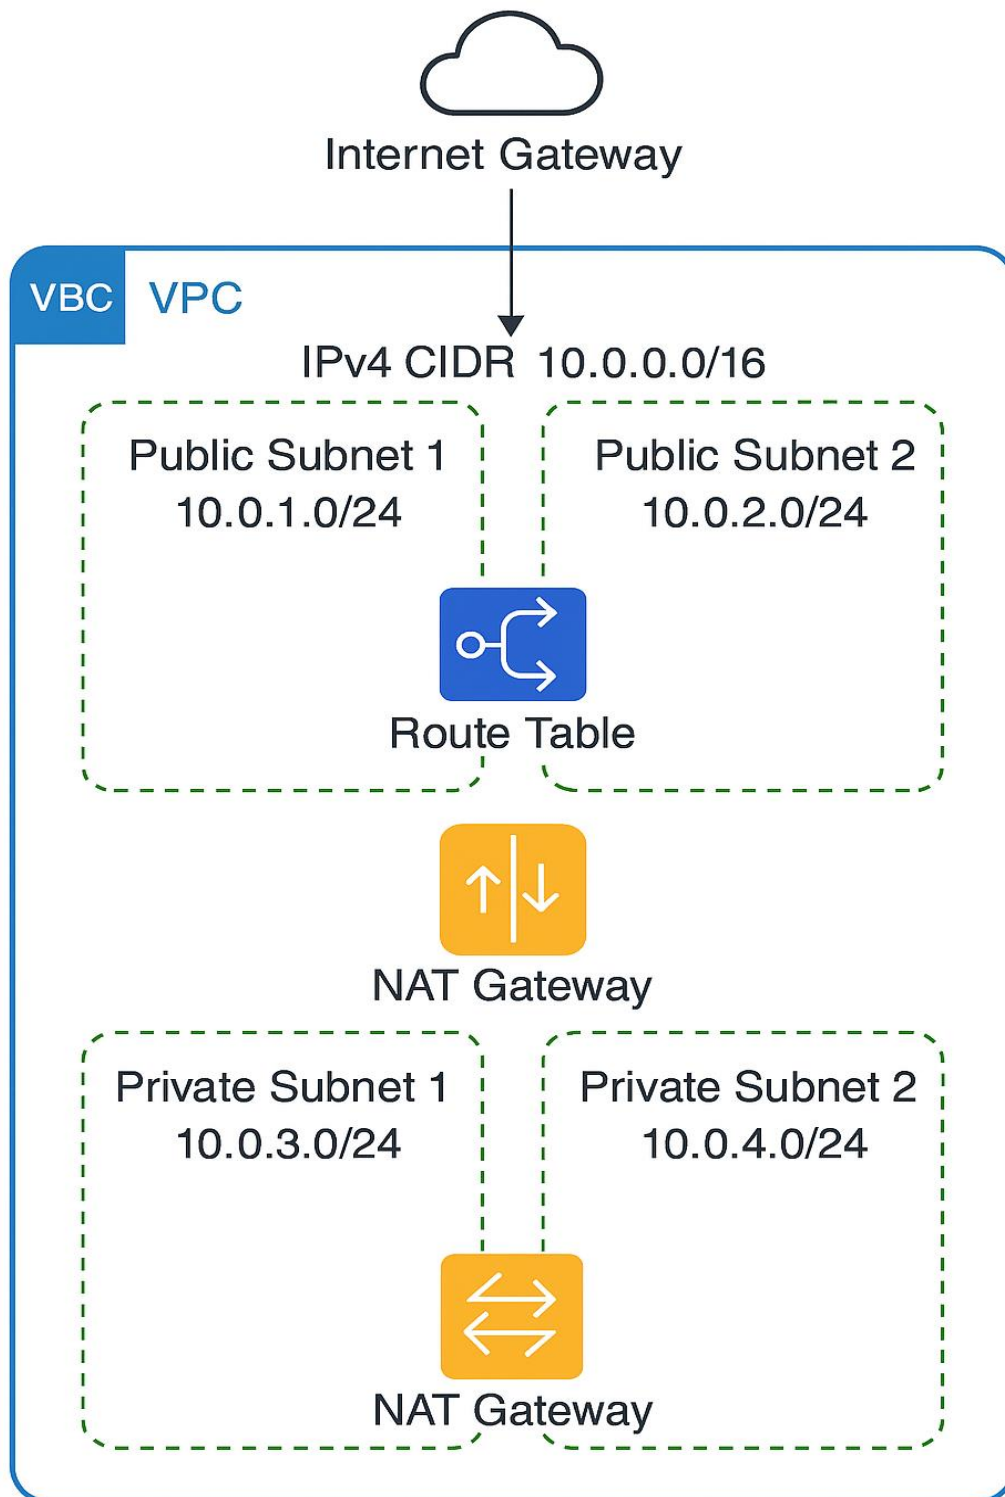 Internet Gateway
VBC VPC
IPv4 CIDR 10.0.0.0/16
Public Subnet 1
10.0.1.0/24
Public Subnet 2
10.0.2.0/24
Route Table
NAT Gateway
Private Subnet 1
10.0.3.0/24
Private Subnet 2
10.0.4.0/24
NAT Gateway